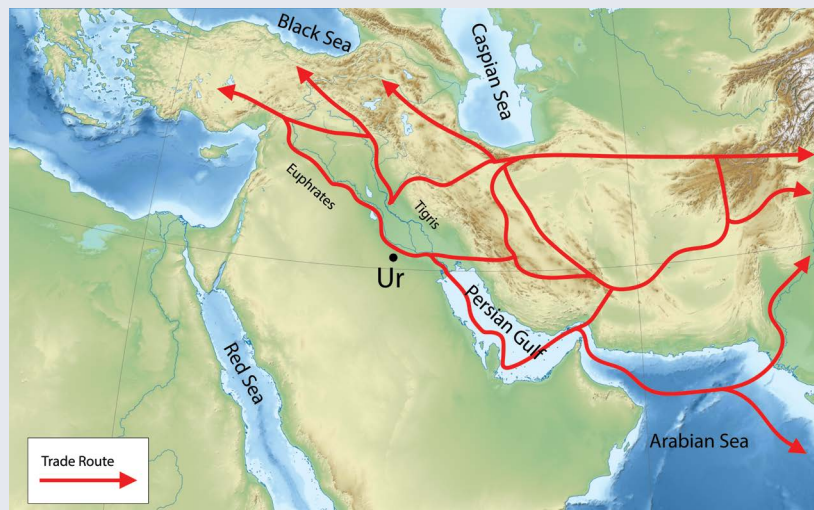 Black Sea
Caspian Sea
Euphrates
Tigris
Ur
Persian Gulf
Red Sea
Arabian Sea
Trade Route